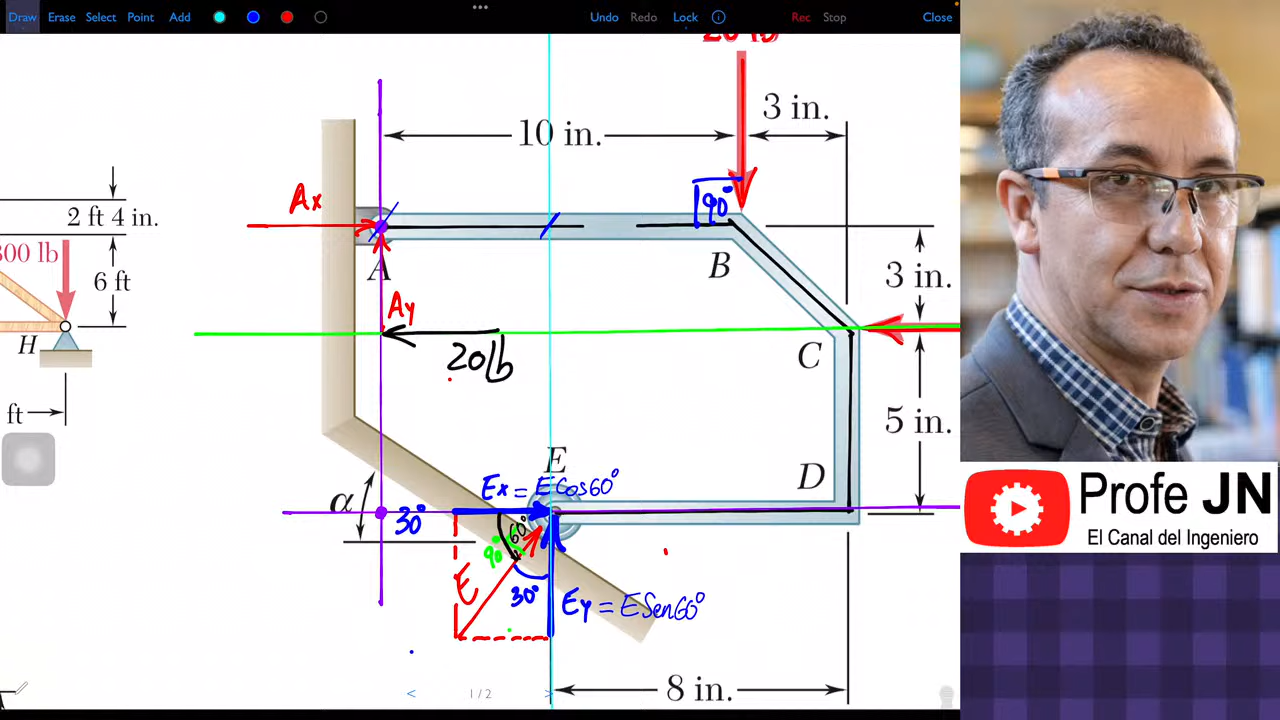 Draw Erase Select Point Add Undo Redo Lock Rec Stop Close
20 lb
3 in.
10 in.
Ax
90°
2 ft 4 in.
300 lb
6 ft
A
B
3 in.
Ay
H
20lb
C
ft
5 in.
E
D
α
Ex = E Cos60°
30°
60°
90°
E
30°
Ey = E Sen60°
8 in.
< 1 / 2 >
Profe JN
El Canal del Ingeniero